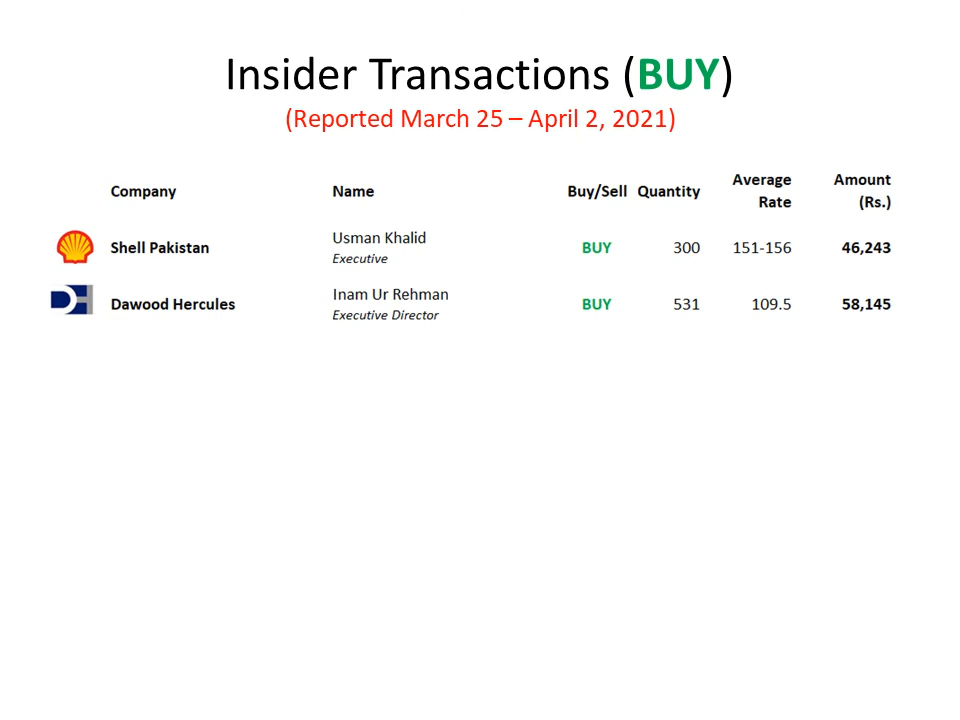 Insider Transactions (BUY)
(Reported March 25 – April 2, 2021)
Company Name Buy/Sell Quantity Average Rate Amount (Rs.)
Shell Pakistan Usman Khalid BUY 300 151-156 46,243
Executive
Dawood Hercules Inam Ur Rehman BUY 531 109.5 58,145
Executive Director